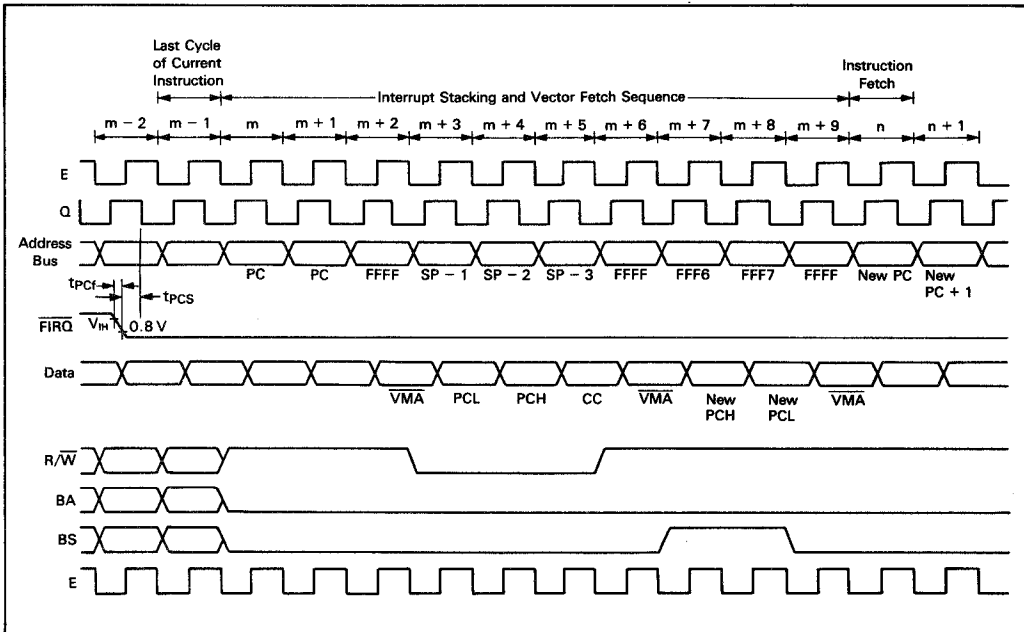 Last Cycle
of Current
Instruction
Instruction
Fetch
Interrupt Stacking and Vector Fetch Sequence
m - 2 m - 1 m m + 1 m + 2 m + 3 m + 4 m + 5 m + 6 m + 7 m + 8 m + 9 n n + 1
E
Q
Address
Bus
PC PC FFFF SP - 1 SP - 2 SP - 3 FFFF FFF6 FFF7 FFFF New PC New
PC + 1
tPCf tPCS
FIRQ VIH 0.8 V
Data
VMA PCL PCH CC VMA New
PCH New
PCL VMA
R/W
BA
BS
E